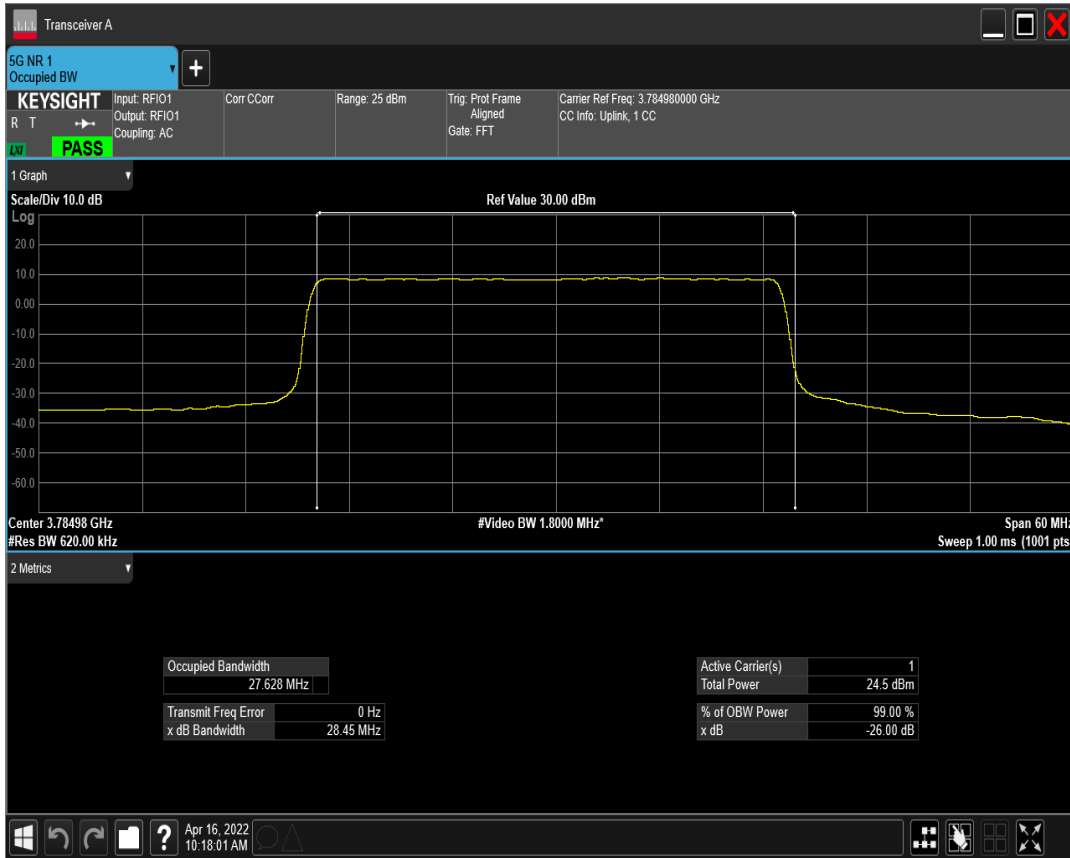 Transceiver A
5G NR 1
Occupied BW
+
KEYSIGHT
R T
LXI
PASS
Input: RFIO1
Output: RFIO1
Coupling: AC
Corr CCorr
Range: 25 dBm
Trig: Prot Frame
Aligned
Gate: FFT
Carrier Ref Freq: 3.784980000 GHz
CC Info: Uplink, 1 CC
1 Graph
Scale/Div 10.0 dB
Ref Value 30.00 dBm
Log
20.0
10.0
0.00
-10.0
-20.0
-30.0
-40.0
-50.0
-60.0
Center 3.78498 GHz
#Video BW 1.8000 MHz*
Span 60 MHz
#Res BW 620.00 kHz
Sweep 1.00 ms (1001 pts
2 Metrics
Occupied Bandwidth
27.628 MHz
Transmit Freq Error 0 Hz
x dB Bandwidth 28.45 MHz
Active Carrier(s) 1
Total Power 24.5 dBm
% of OBW Power 99.00 %
x dB -26.00 dB
?
Apr 16, 2022
10:18:01 AM